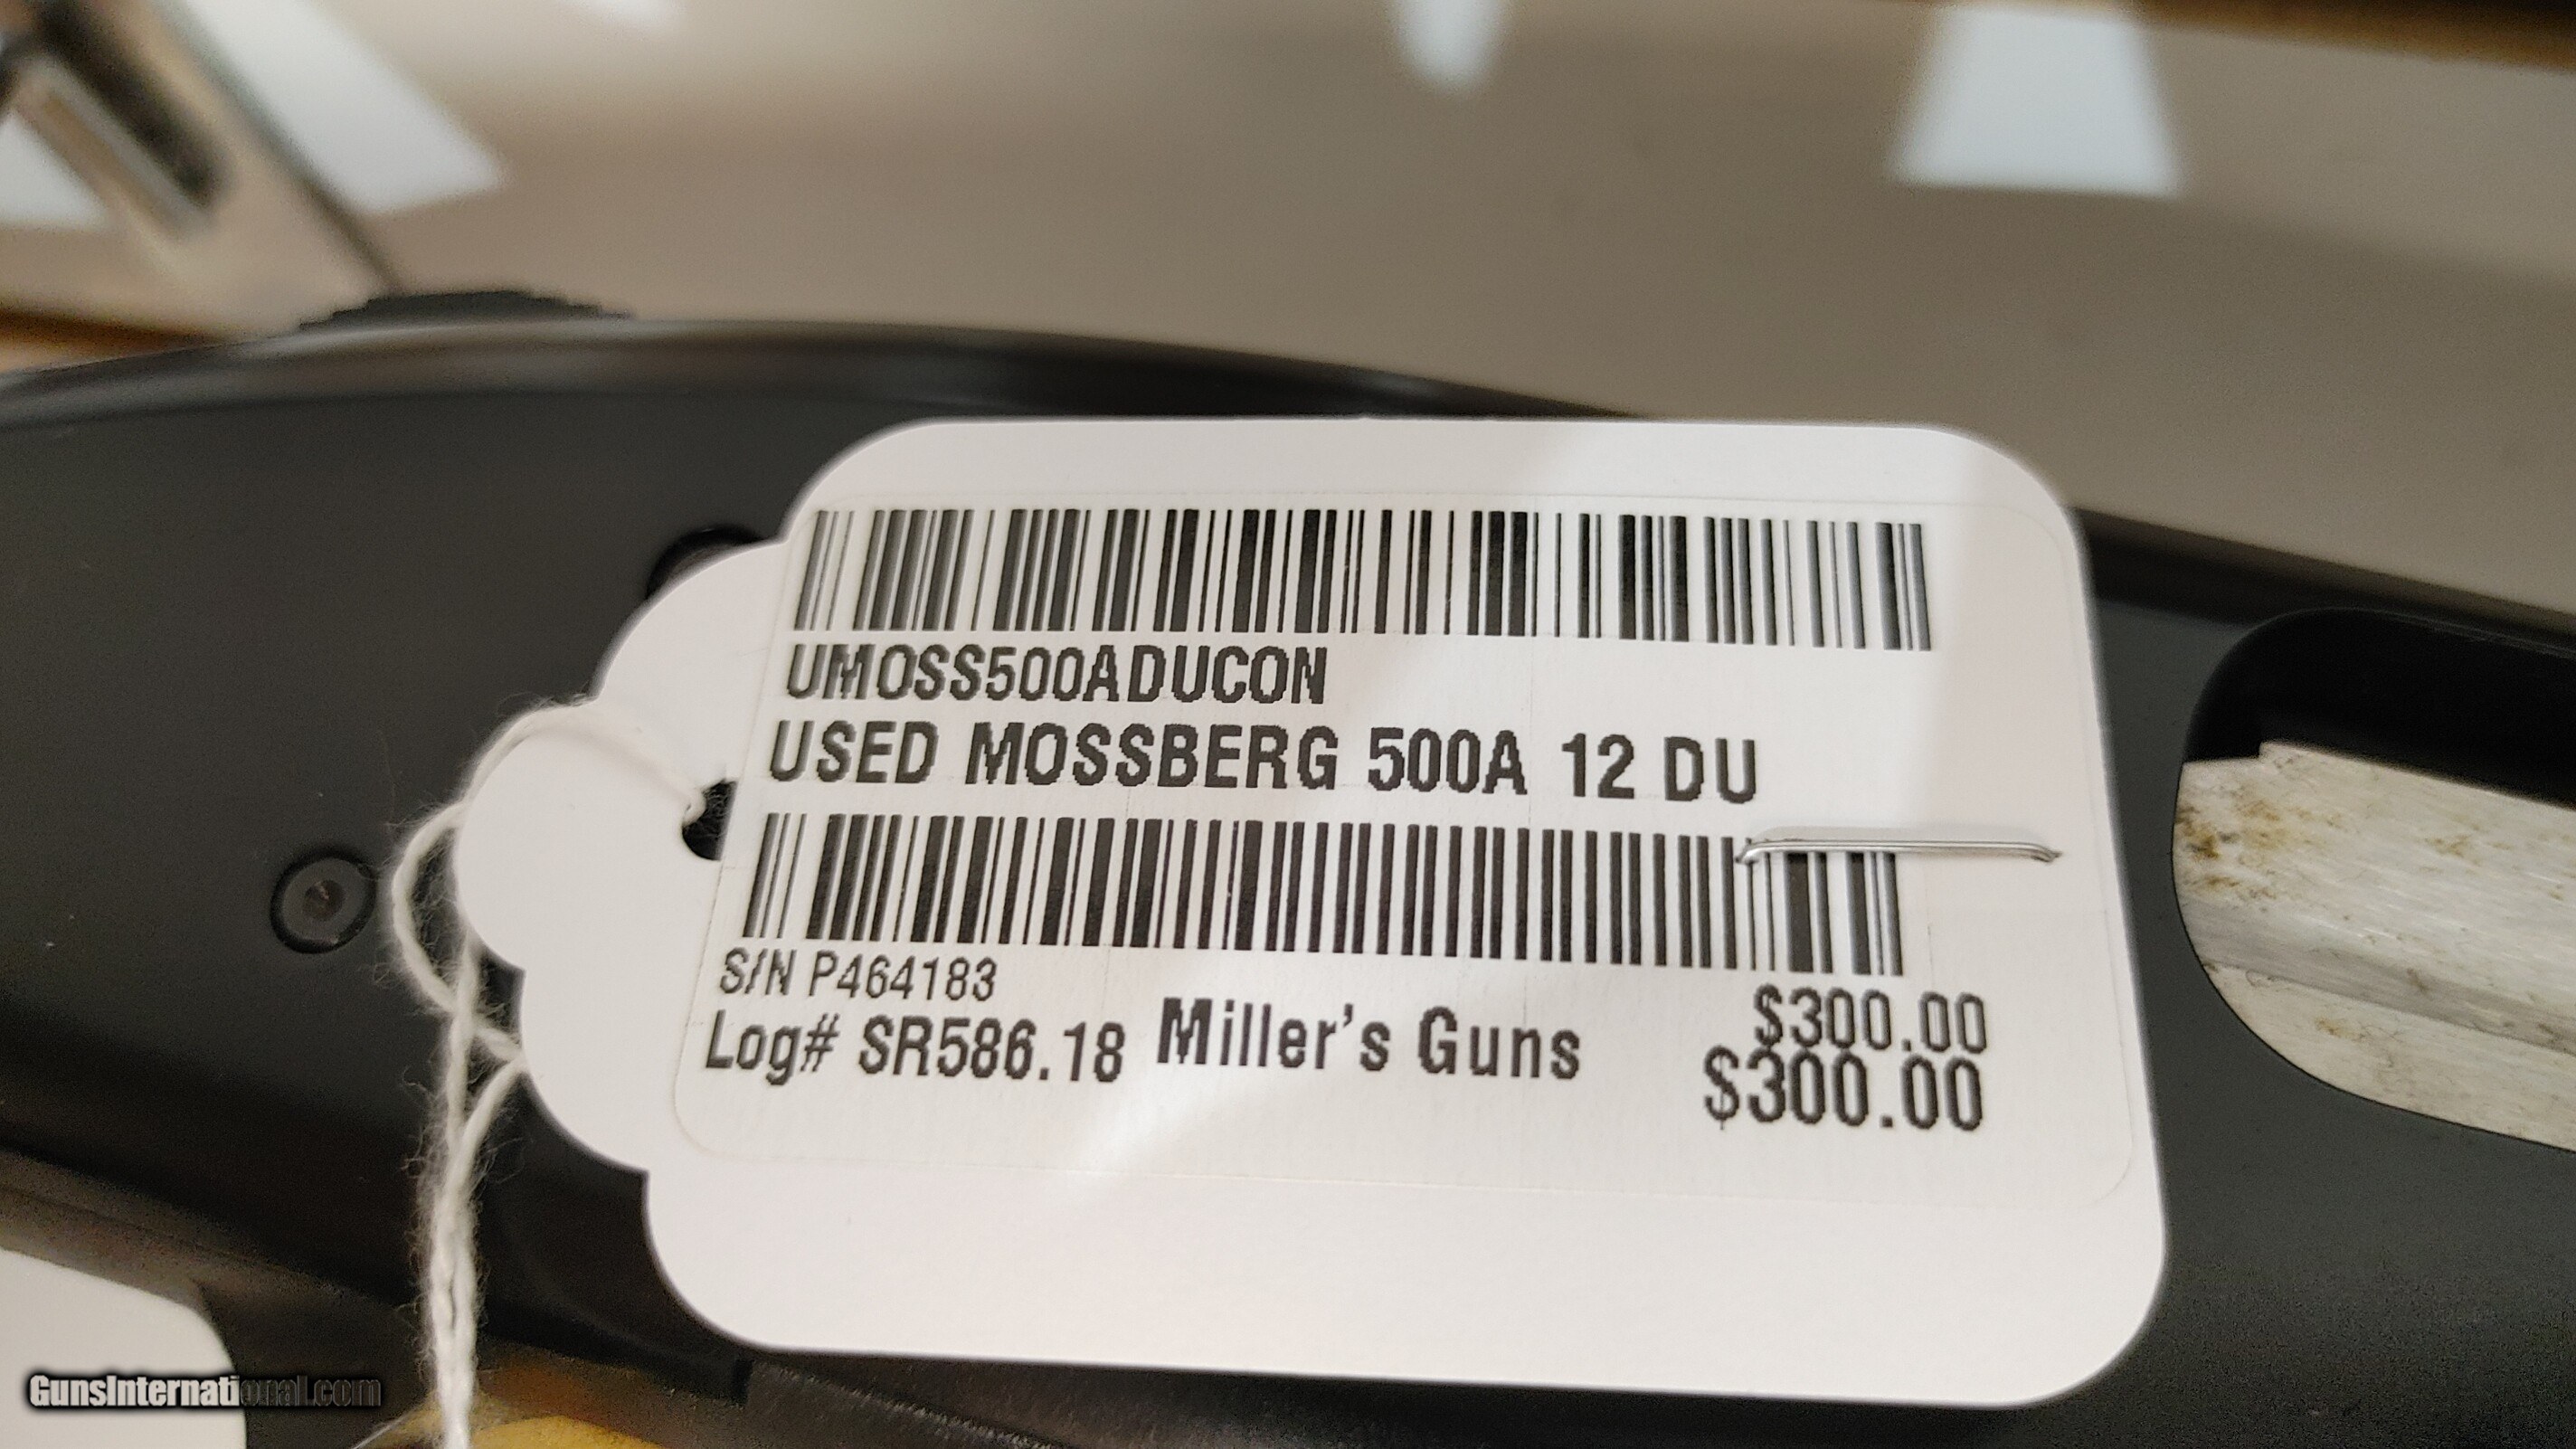 UMOSS500ADUCON
USED MOSSBERG 500A 12 DU
S/N P464183
$300.00
Log# SR586.18 Miller's Guns
$300.00
GunsInternational.com